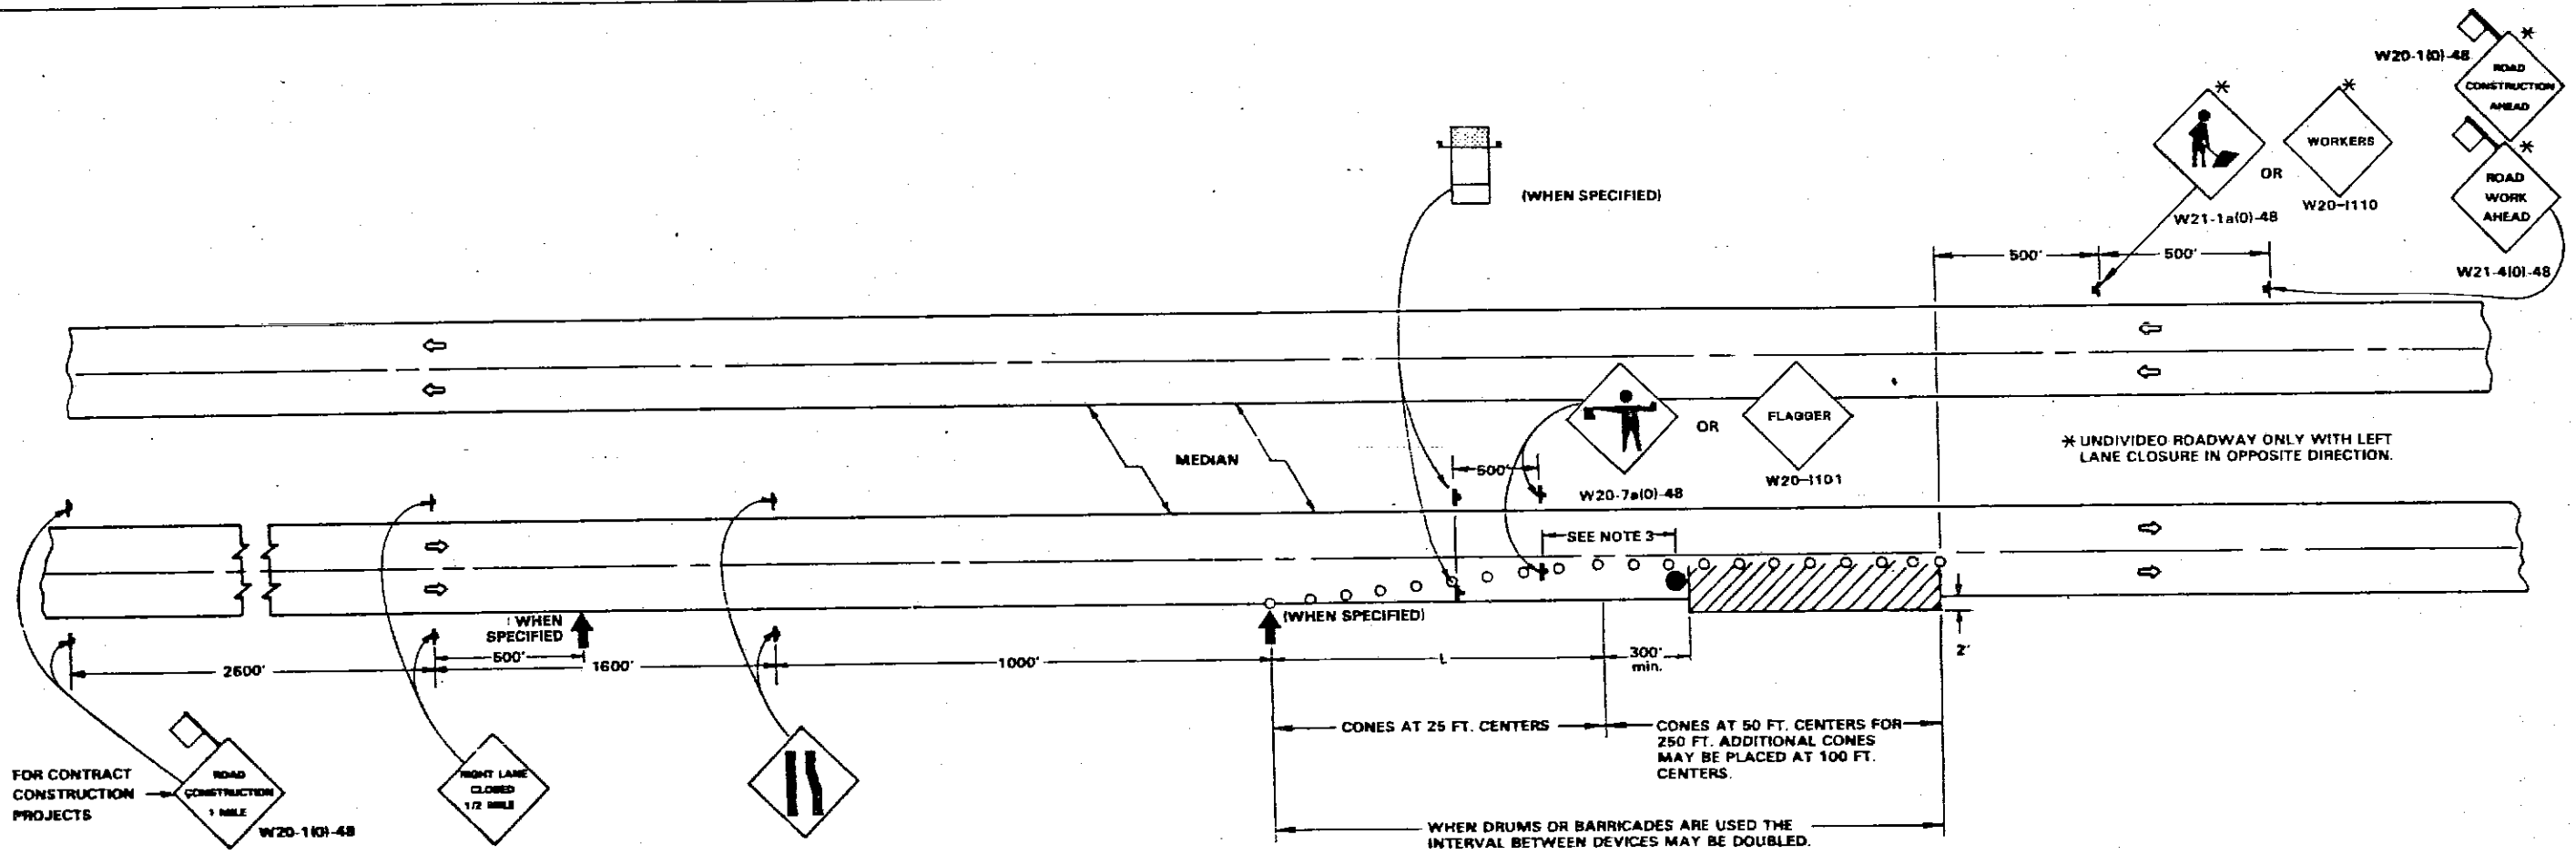 W20-1(0)-48
ROAD
CONSTRUCTION
AHEAD
ROAD
WORK
AHEAD
W21-4(0)-48
OR
WORKERS
W21-1a(0)-48
W20-I110
(WHEN SPECIFIED)
500'
500'
MEDIAN
500'
OR
FLAGGER
W20-7a(0)-48
W20-I101
* UNDIVIDED ROADWAY ONLY WITH LEFT
LANE CLOSURE IN OPPOSITE DIRECTION.
SEE NOTE 3
WHEN
SPECIFIED
(WHEN SPECIFIED)
2600'
500'
1600'
1000'
L
300'
min.
2'
CONES AT 25 FT. CENTERS
CONES AT 50 FT. CENTERS FOR
250 FT. ADDITIONAL CONES
MAY BE PLACED AT 100 FT.
CENTERS.
FOR CONTRACT
CONSTRUCTION
PROJECTS
ROAD
CONSTRUCTION
1 MILE
W20-1(0)-48
RIGHT LANE
CLOSED
1/2 MILE
WHEN DRUMS OR BARRICADES ARE USED THE
INTERVAL BETWEEN DEVICES MAY BE DOUBLED.